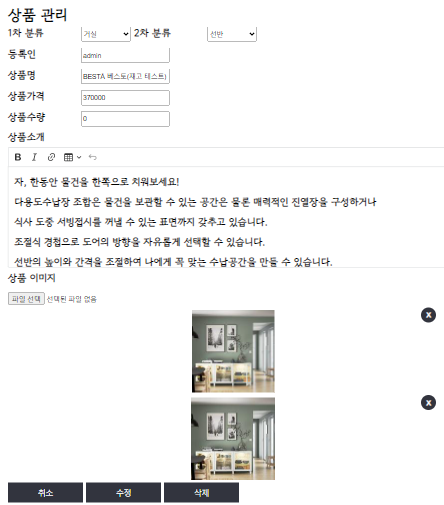 상품 관리
1차 분류 거실 2차 분류 선반
등록인 admin
상품명 BESTÅ 베스토(재고 테스트)
상품가격 370000
상품수량 0
상품소개
B I
자, 한동안 물건을 한쪽으로 치워보세요!
다용도수납장 조합은 물건을 보관할 수 있는 공간은 물론 매력적인 진열장을 구성하거나
식사 도중 서빙접시를 꺼낼 수 있는 표면까지 갖추고 있습니다.
조절식 경첩으로 도어의 방향을 자유롭게 선택할 수 있습니다.
선반의 높이와 간격을 조절하여 나에게 꼭 맞는 수납공간을 만들 수 있습니다.
상품 이미지
파일 선택 선택된 파일 없음
X
X
취소 수정 삭제